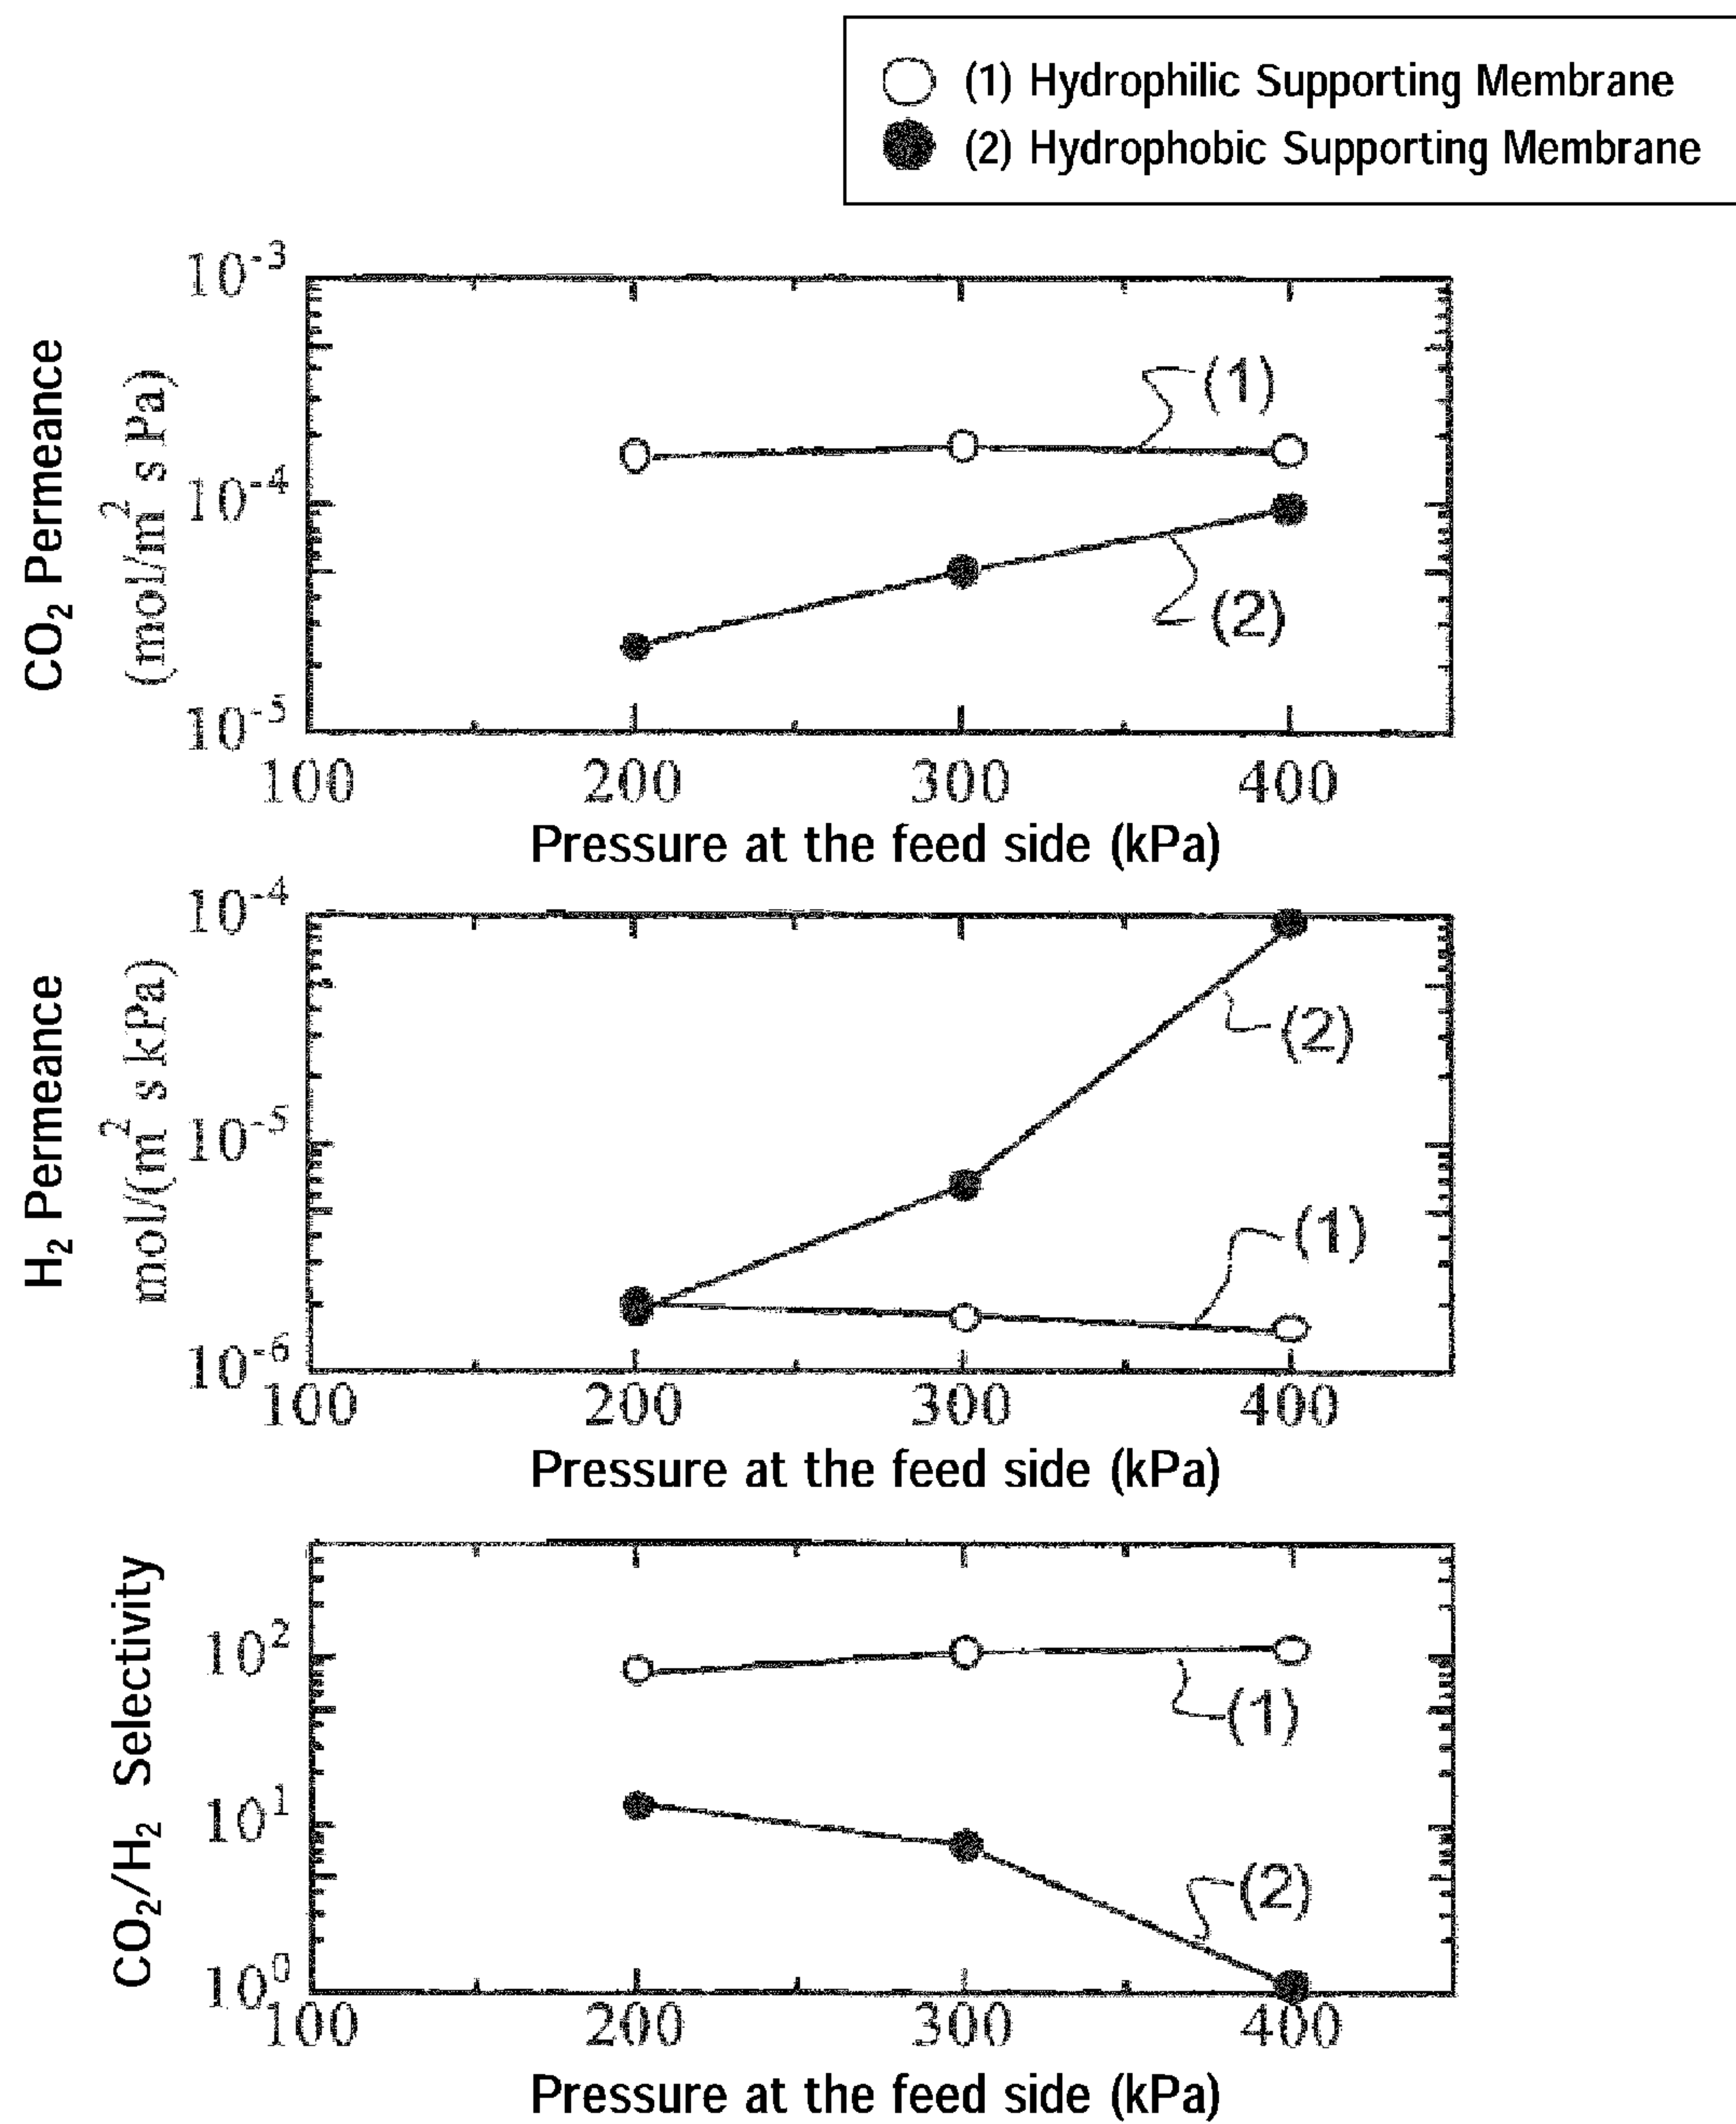 ○ (1) Hydrophilic Supporting Membrane
● (2) Hydrophobic Supporting Membrane
CO₂ Permeance
(mol/m² s Pa)
10⁻³
10⁻⁴
10⁻⁵
(1)
(2)
100 200 300 400
Pressure at the feed side (kPa)
H₂ Permeance
mol/(m² s kPa)
10⁻⁴
10⁻⁵
10⁻⁶
(2)
(1)
100 200 300 400
Pressure at the feed side (kPa)
CO₂/H₂ Selectivity
10²
10¹
10⁰
(1)
(2)
100 200 300 400
Pressure at the feed side (kPa)